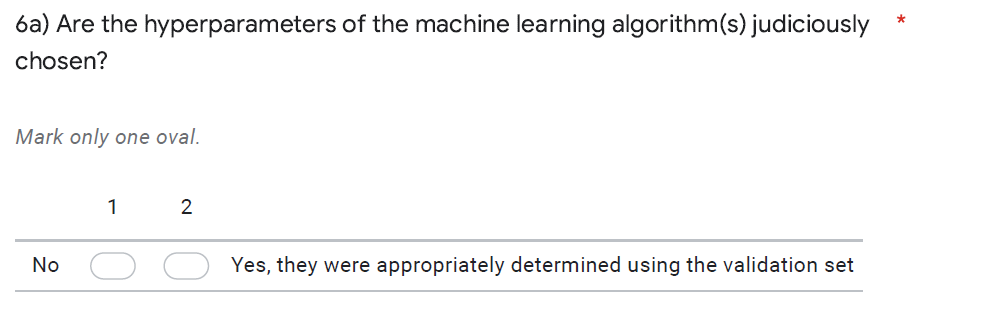 6a) Are the hyperparameters of the machine learning algorithm(s) judiciously *
chosen?
Mark only one oval.
1 2
No Yes, they were appropriately determined using the validation set